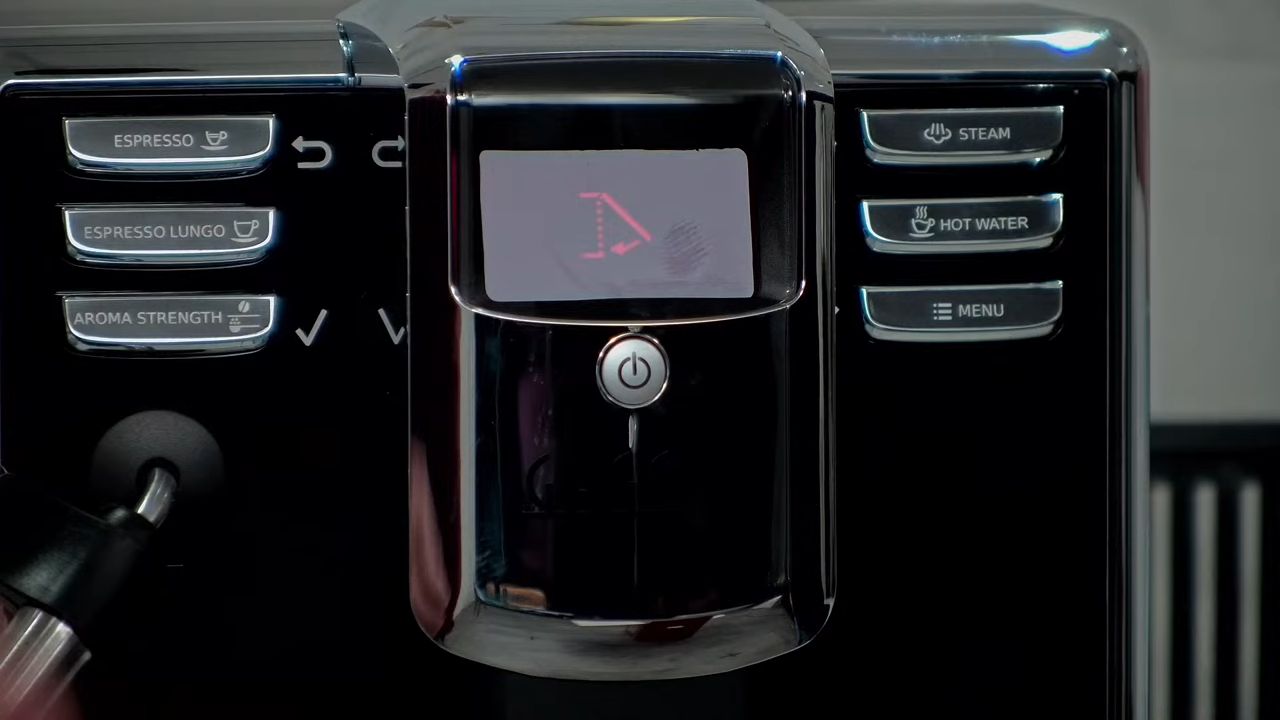 ESPRESSO
ESPRESSO LUNGO
AROMA STRENGTH
STEAM
HOT WATER
MENU